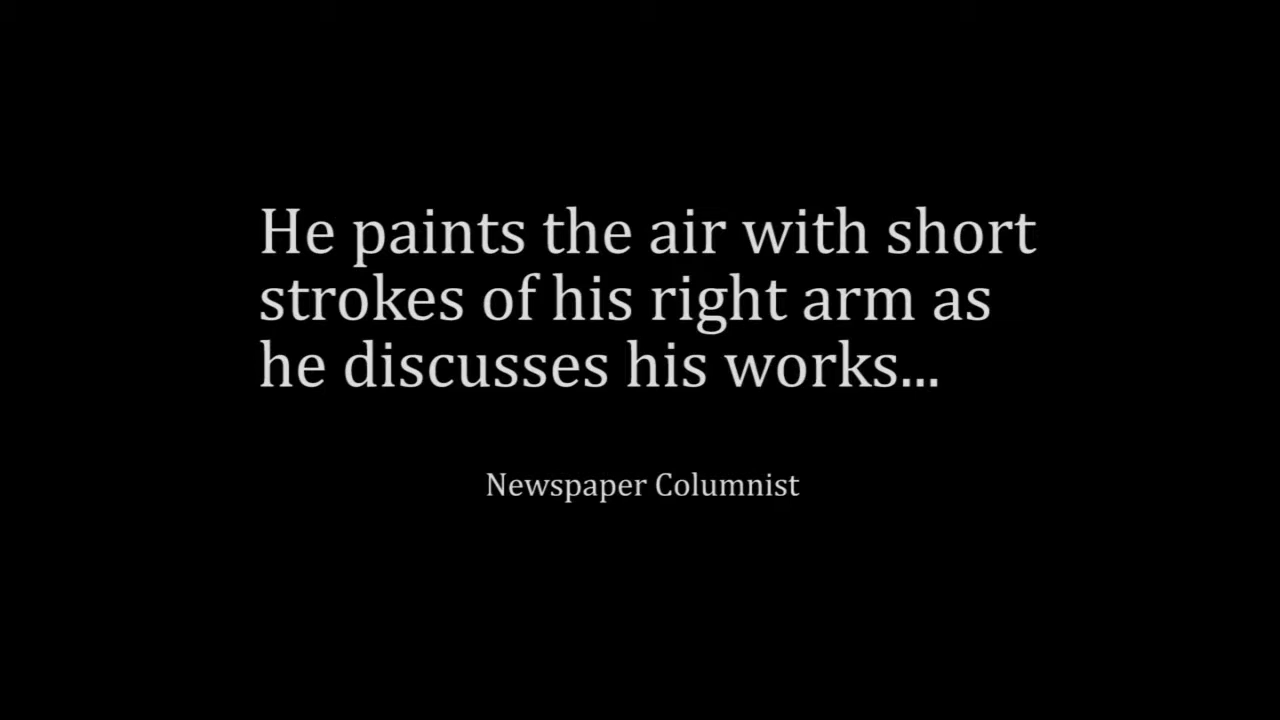 He paints the air with short
strokes of his right arm as
he discusses his works...
Newspaper Columnist